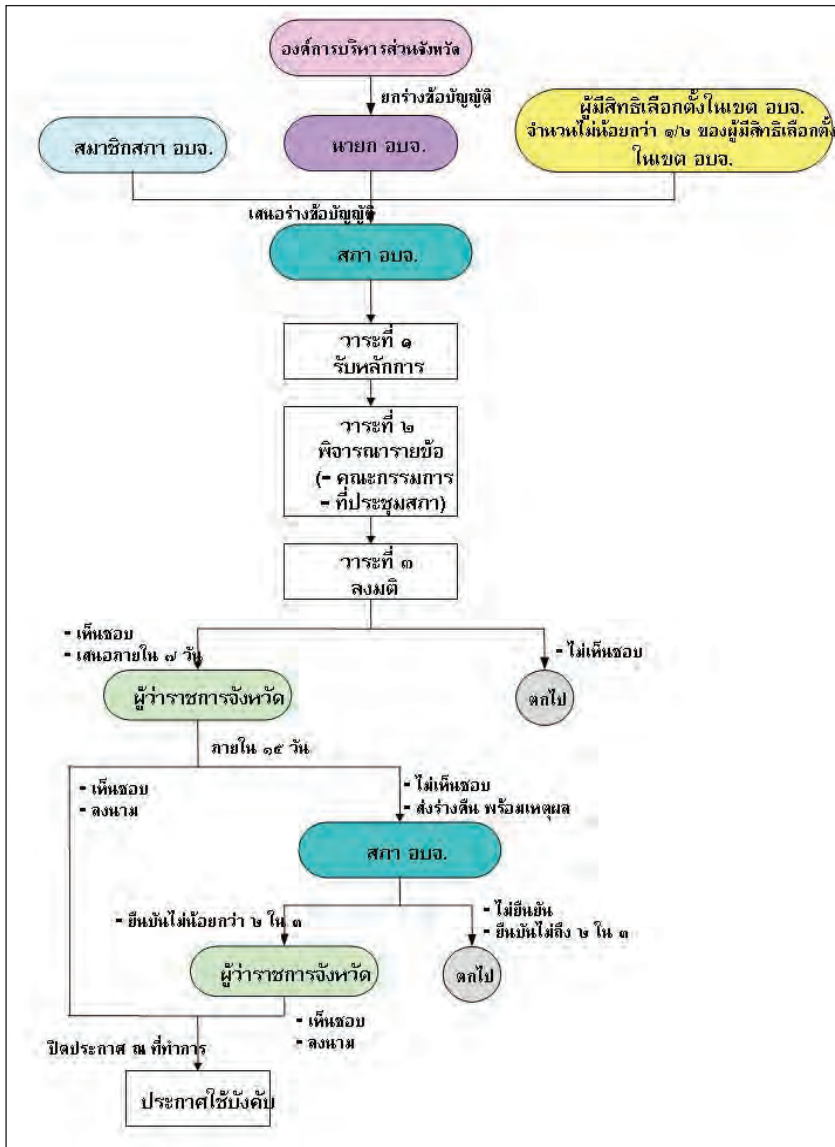 องค์การบริหารส่วนจังหวัด
ยกร่างข้อบัญญัติ
สมาชิกสภา อบจ.
นายก อบจ.
ผู้มีสิทธิเลือกตั้งในเขต อบจ.
จำนวนไม่น้อยกว่า ๑/๒ ของผู้มีสิทธิเลือกตั้ง
ในเขต อบจ.
เสนอร่างข้อบัญญัติ
สภา อบจ.
วาระที่ ๑
รับหลักการ
วาระที่ ๒
พิจารณารายข้อ
(- คณะกรรมการ
- ที่ประชุมสภา)
วาระที่ ๓
ลงมติ
- เห็นชอบ
- เสนอภายใน ๗ วัน
- ไม่เห็นชอบ
ผู้ว่าราชการจังหวัด
ตกไป
ภายใน ๑๕ วัน
- เห็นชอบ
- ลงนาม
- ไม่เห็นชอบ
- ส่งร่างคืน พร้อมเหตุผล
สภา อบจ.
- ยืนยันไม่น้อยกว่า ๒ ใน ๓
- ไม่ยืนยัน
- ยืนยันไม่ถึง ๒ ใน ๓
ผู้ว่าราชการจังหวัด
ตกไป
- เห็นชอบ
- ลงนาม
ปิดประกาศ ณ ที่ทำการ
ประกาศใช้บังคับ